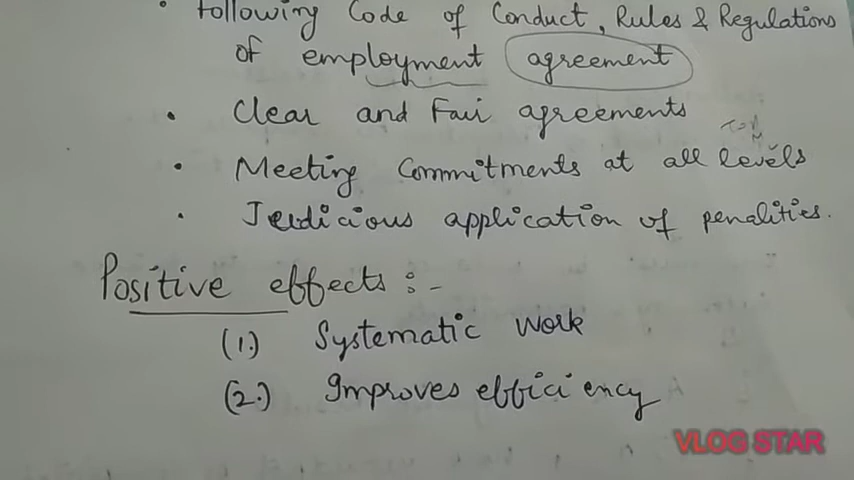 • Following Code of Conduct, Rules & Regulations
of employment agreement
• Clear and Fair agreements
• Meeting Commitments at all levels
• Judicious application of penalities.
Positive effects :-
(1.) Systematic Work
(2.) Improves efficiency
VLOG STAR